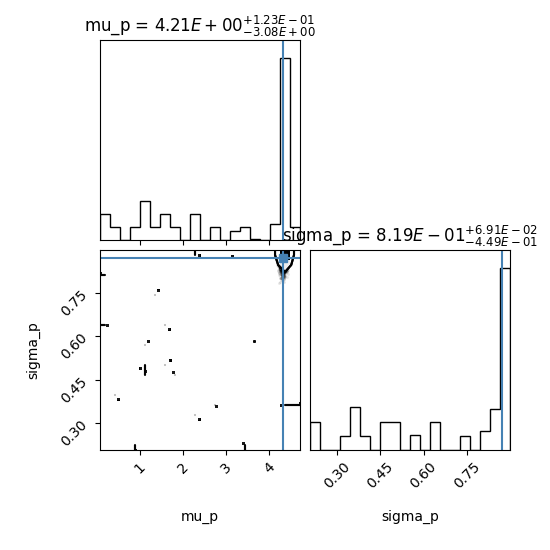 mu_p = 4.21E + 00 +1.23E − 01 −3.08E + 00
sigma_p = 8.19E − 01 +6.91E − 02 −4.49E − 01
0.75
0.60
0.45
0.30
sigma_p
1 2 3 4
mu_p
0.30 0.45 0.60 0.75
sigma_p